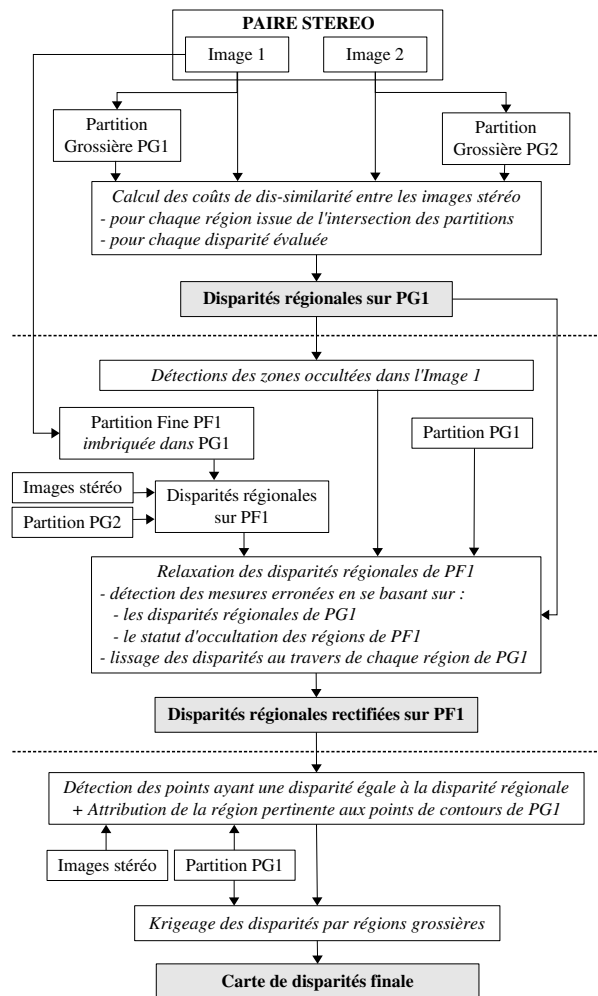 PAIRE STEREO
Image 1
Image 2
Partition
Grossière PG1
Partition
Grossière PG2
Calcul des coûts de dis-similarité entre les images stéréo
- pour chaque région issue de l'intersection des partitions
- pour chaque disparité évaluée
Disparités régionales sur PG1
Détections des zones occultées dans l'Image 1
Partition Fine PF1
imbriquée dans PG1
Partition PG1
Images stéréo
Partition PG2
Disparités régionales
sur PF1
Relaxation des disparités régionales de PF1
- détection des mesures erronées en se basant sur :
- les disparités régionales de PG1
- le statut d'occultation des régions de PF1
- lissage des disparités au travers de chaque région de PG1
Disparités régionales rectifiées sur PF1
Détection des points ayant une disparité égale à la disparité régionale
+ Attribution de la région pertinente aux points de contours de PG1
Images stéréo
Partition PG1
Krigeage des disparités par régions grossières
Carte de disparités finale